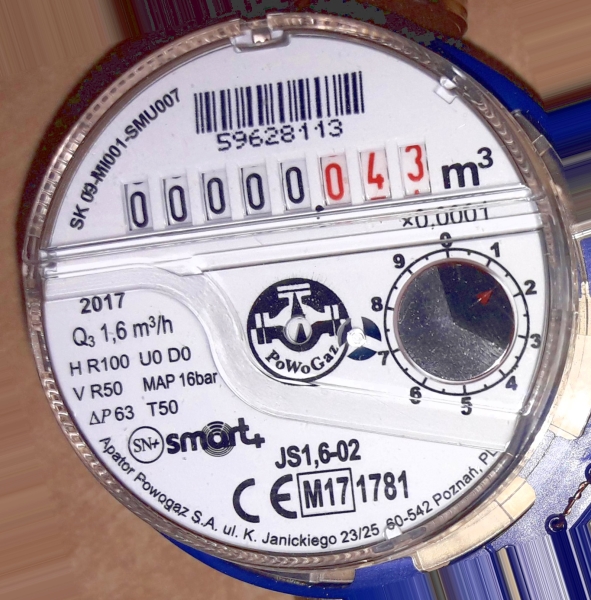 SK 09-MI001-SMU007
59628113
00000.043 m³
×0,0001
0
1
2
3
4
5
6
7
8
9
PoWoGaz
2017
Q₃ 1,6 m³/h
H R100 U0 D0
V R50 MAP 16bar
ΔP 63 T50
SN+ smart+
JS1,6-02
CE M17 1781
Apator Powogaz S.A. ul. K. Janickiego 23/25, 60-542 Poznań, PL